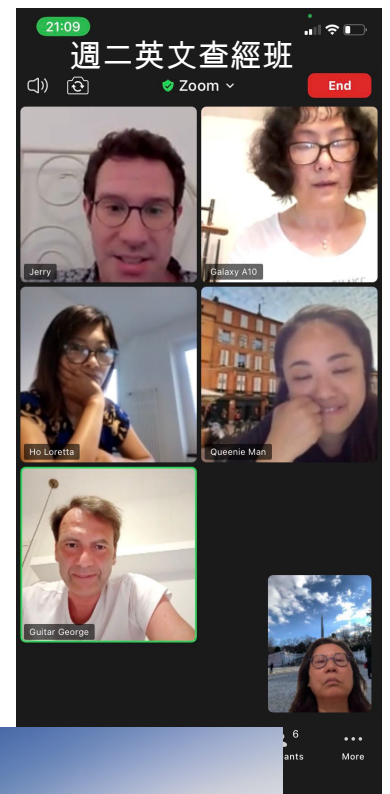 21:09
週二英文查經班
Zoom
End
Jerry
Galaxy A10
Ho Loretta
Queenie Man
Guitar George
6
ants
More